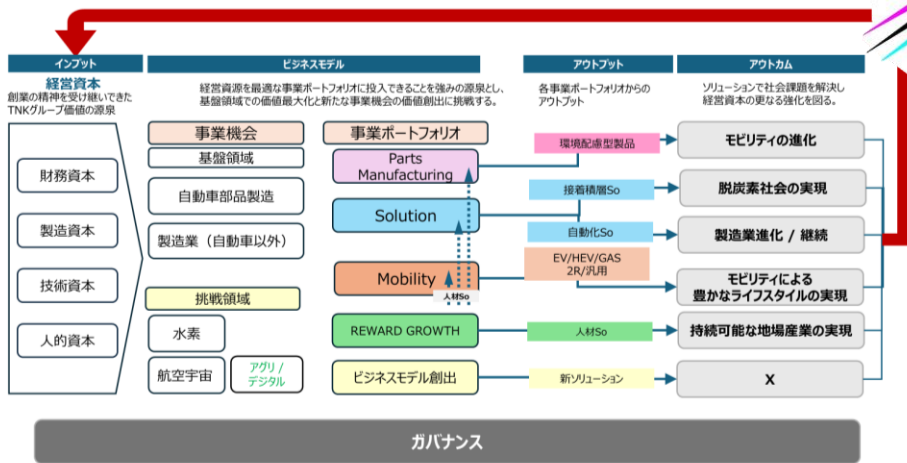 インプット
ビジネスモデル
アウトプット
アウトカム
経営資本
創業の精神を受け継いできた
TNKグループ価値の源泉
経営資源を最適な事業ポートフォリオに投入できることを強みの源泉とし、
基盤領域での価値最大化と新たな事業機会の価値創出に挑戦する。
各事業ポートフォリオからの
アウトプット
ソリューションで社会課題を解決し
経営資本の更なる強化を図る。
財務資本
製造資本
技術資本
人的資本
事業機会
基盤領域
自動車部品製造
製造業（自動車以外）
挑戦領域
水素
航空宇宙
アグリ /
デジタル
事業ポートフォリオ
Parts
Manufacturing
Solution
Mobility
人材So
REWARD GROWTH
ビジネスモデル創出
環境配慮型製品
接着積層So
自動化So
EV/HEV/GAS
2R/汎用
人材So
新ソリューション
モビリティの進化
脱炭素社会の実現
製造業進化 / 継続
モビリティによる
豊かなライフスタイルの実現
持続可能な地場産業の実現
X
ガバナンス